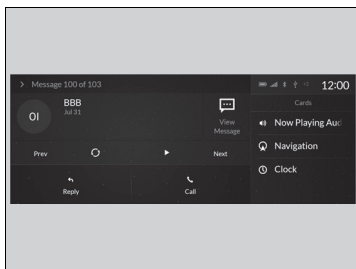 Message 100 of 103
12:00
OI
BBB
Jul 31
View
Message
Prev
Next
Reply
Call
Cards
Now Playing Aud
Navigation
Clock